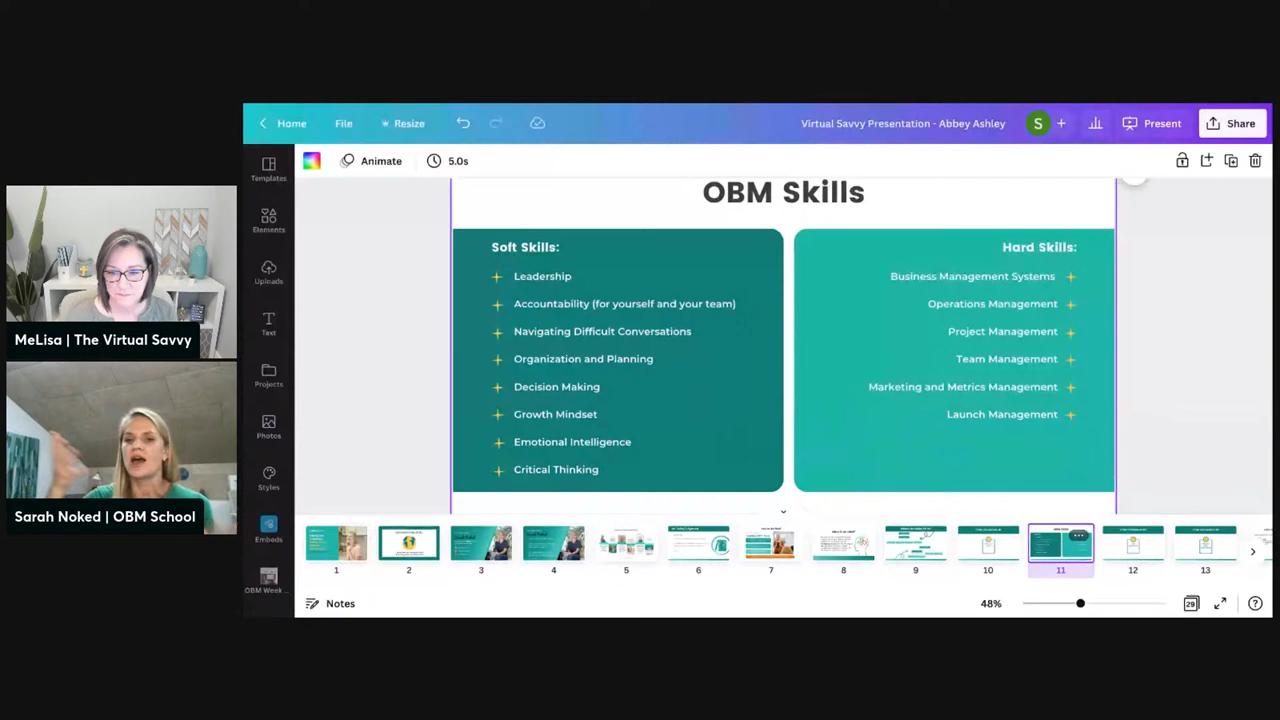 Home
File
Resize
Virtual Savvy Presentation - Abbey Ashley
S
+
Present
Share
Animate
5.0s
Templates
Elements
Uploads
Text
Projects
Photos
Styles
Embeds
OBM Week ...
MeLisa | The Virtual Savvy
Sarah Noked | OBM School
OBM Skills
Soft Skills:
Leadership
Accountability (for yourself and your team)
Navigating Difficult Conversations
Organization and Planning
Decision Making
Growth Mindset
Emotional Intelligence
Critical Thinking
Hard Skills:
Business Management Systems
Operations Management
Project Management
Team Management
Marketing and Metrics Management
Launch Management
1
2
3
4
5
6
7
8
9
10
11
12
13
Notes
48%
29